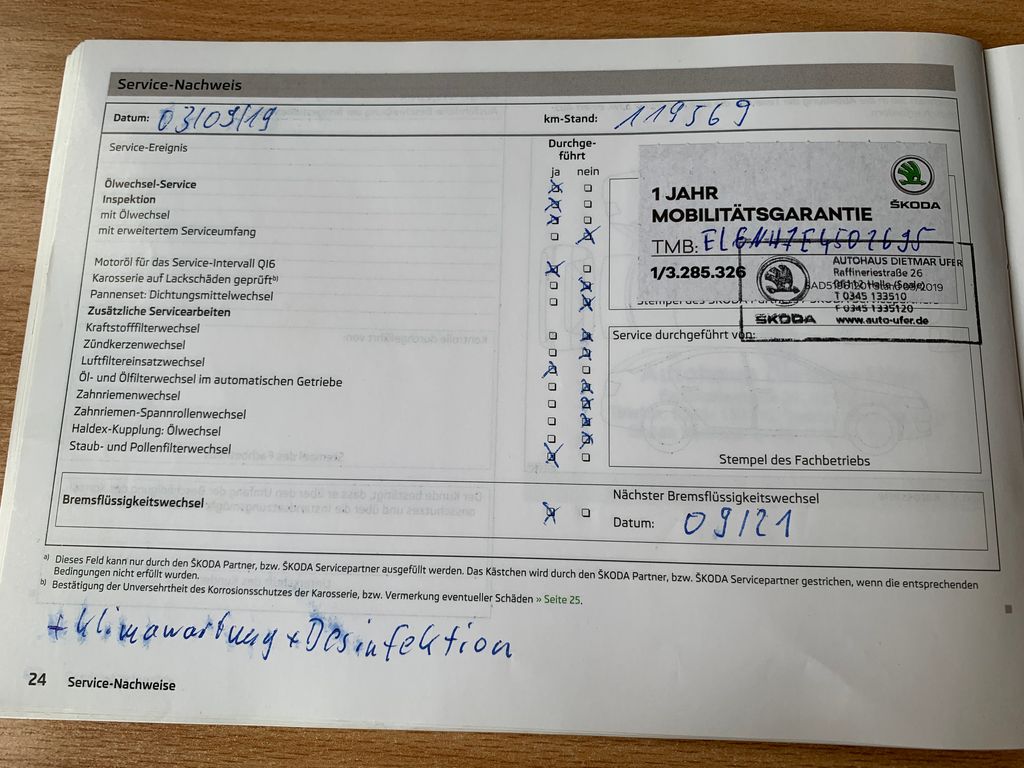 Service-Nachweis
Datum: 03/09/19
km-Stand: 119569
Service-Ereignis
Durchge-
führt
ja nein
Ölwechsel-Service
Inspektion
mit Ölwechsel
mit erweitertem Serviceumfang
Motoröl für das Service-Intervall QI6
Karosserie auf Lackschäden geprüft b)
Pannenset: Dichtungsmittelwechsel
Zusätzliche Servicearbeiten
Kraftstofffilterwechsel
Zündkerzenwechsel
Luftfiltereinsatzwechsel
Öl- und Ölfilterwechsel im automatischen Getriebe
Zahnriemenwechsel
Zahnriemen-Spannrollenwechsel
Haldex-Kupplung: Ölwechsel
Staub- und Pollenfilterwechsel
1 JAHR
MOBILITÄTSGARANTIE
ŠKODA
TMB:
1/3.285.326
AUTOHAUS DIETMAR UFER
Raffineriestraße 26
06112 Halle (Saale)
T 0345 133510
F 0345 1335120
www.auto-ufer.de
ŠKODA
Service durchgeführt von:
Stempel des Fachbetriebs
Bremsflüssigkeitswechsel
Nächster Bremsflüssigkeitswechsel
Datum: 09/21
a) Dieses Feld kann nur durch den ŠKODA Partner, bzw. ŠKODA Servicepartner ausgefüllt werden. Das Kästchen wird durch den ŠKODA Partner, bzw. ŠKODA Servicepartner gestrichen, wenn die entsprechenden
Bedingungen nicht erfüllt wurden.
b) Bestätigung der Unversehrtheit des Korrosionsschutzes der Karosserie, bzw. Vermerkung eventueller Schäden » Seite 25.
+ Klimawartung + Desinfektion
24 Service-Nachweise